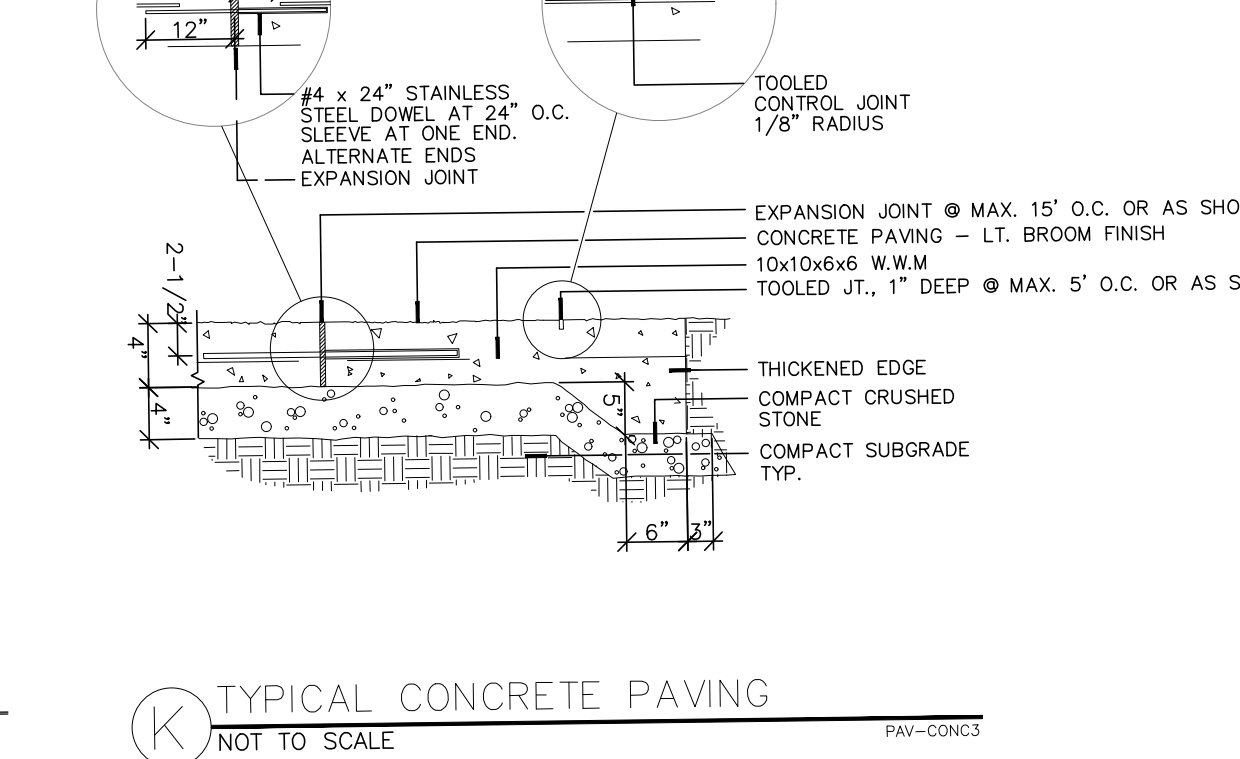 12”
#4 x 24” STAINLESS
STEEL DOWEL AT 24” O.C.
SLEEVE AT ONE END.
ALTERNATE ENDS
EXPANSION JOINT
TOOLED
CONTROL JOINT
1/8” RADIUS
EXPANSION JOINT @ MAX. 15’ O.C. OR AS SHO
CONCRETE PAVING – LT. BROOM FINISH
10x10x6x6 W.W.M
TOOLED JT., 1” DEEP @ MAX. 5’ O.C. OR AS S
2-1/2”
4”
4”
5”
THICKENED EDGE
COMPACT CRUSHED
STONE
COMPACT SUBGRADE
TYP.
6”
3”
K
TYPICAL CONCRETE PAVING
NOT TO SCALE
PAV-CONC3